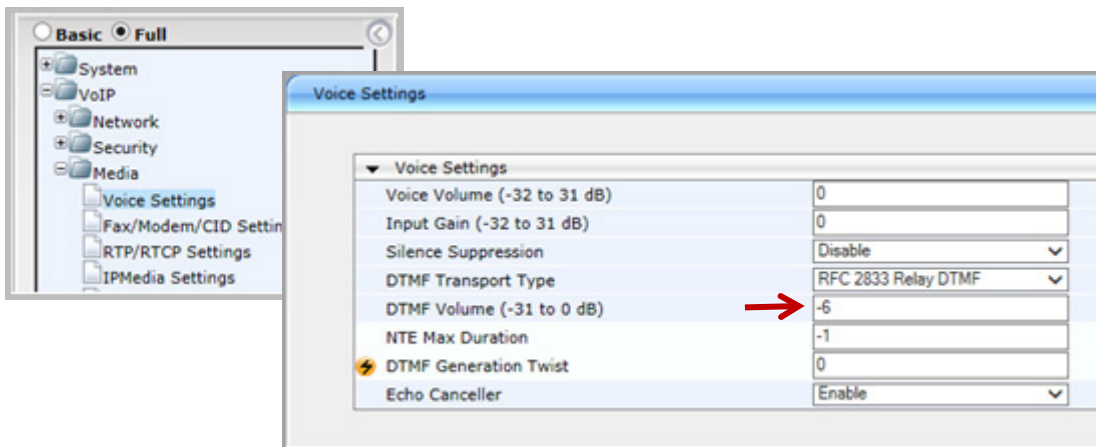 Basic Full
System
VoIP
Network
Security
Media
Voice Settings
Fax/Modem/CID Settin
RTP/RTCP Settings
IPMedia Settings
Voice Settings
Voice Settings
Voice Volume (-32 to 31 dB) 0
Input Gain (-32 to 31 dB) 0
Silence Suppression Disable
DTMF Transport Type RFC 2833 Relay DTMF
DTMF Volume (-31 to 0 dB) -6
NTE Max Duration -1
DTMF Generation Twist 0
Echo Canceller Enable